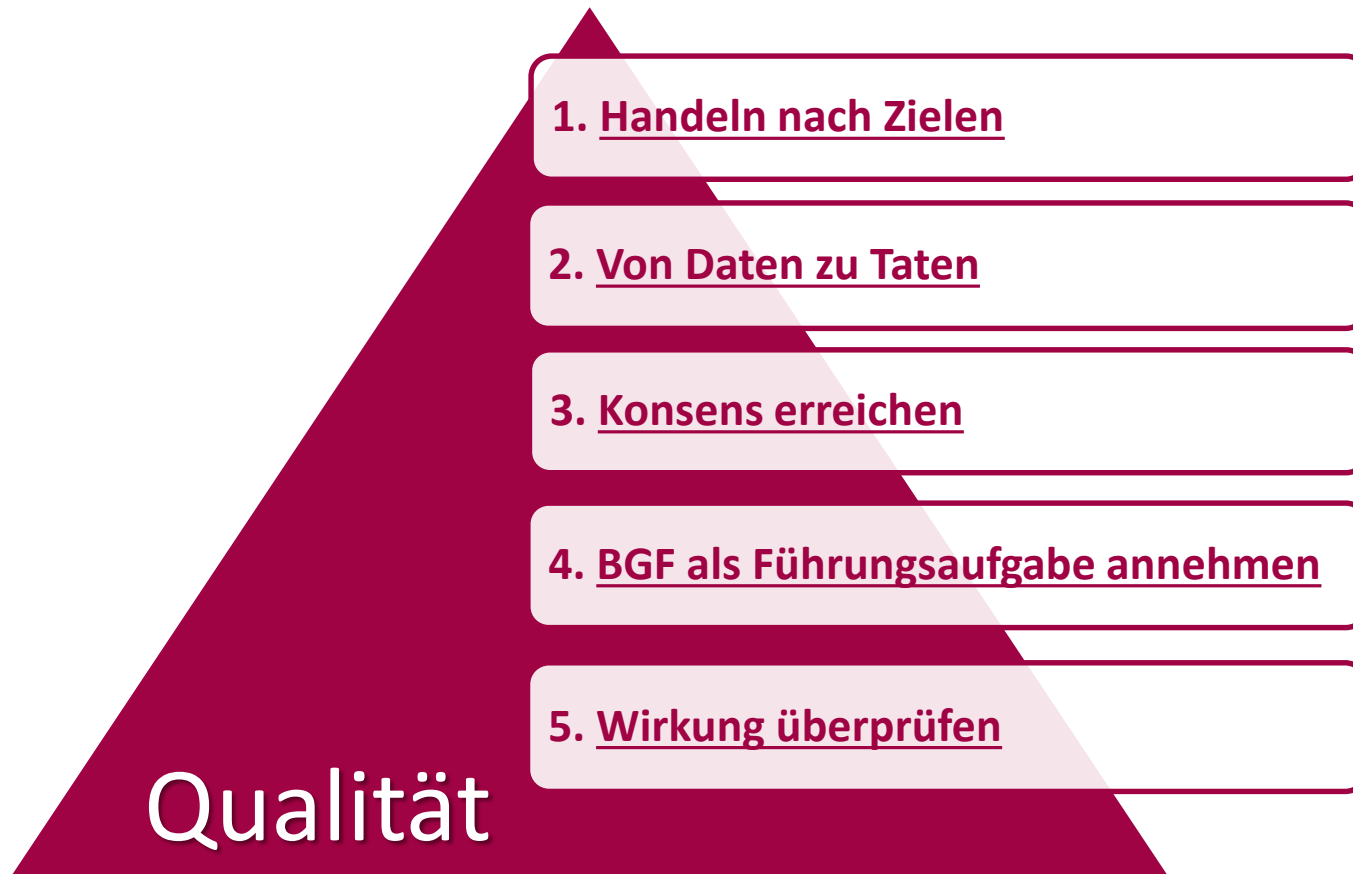 1. Handeln nach Zielen
2. Von Daten zu Taten
3. Konsens erreichen
4. BGF als Führungsaufgabe annehmen
5. Wirkung überprüfen
Qualität